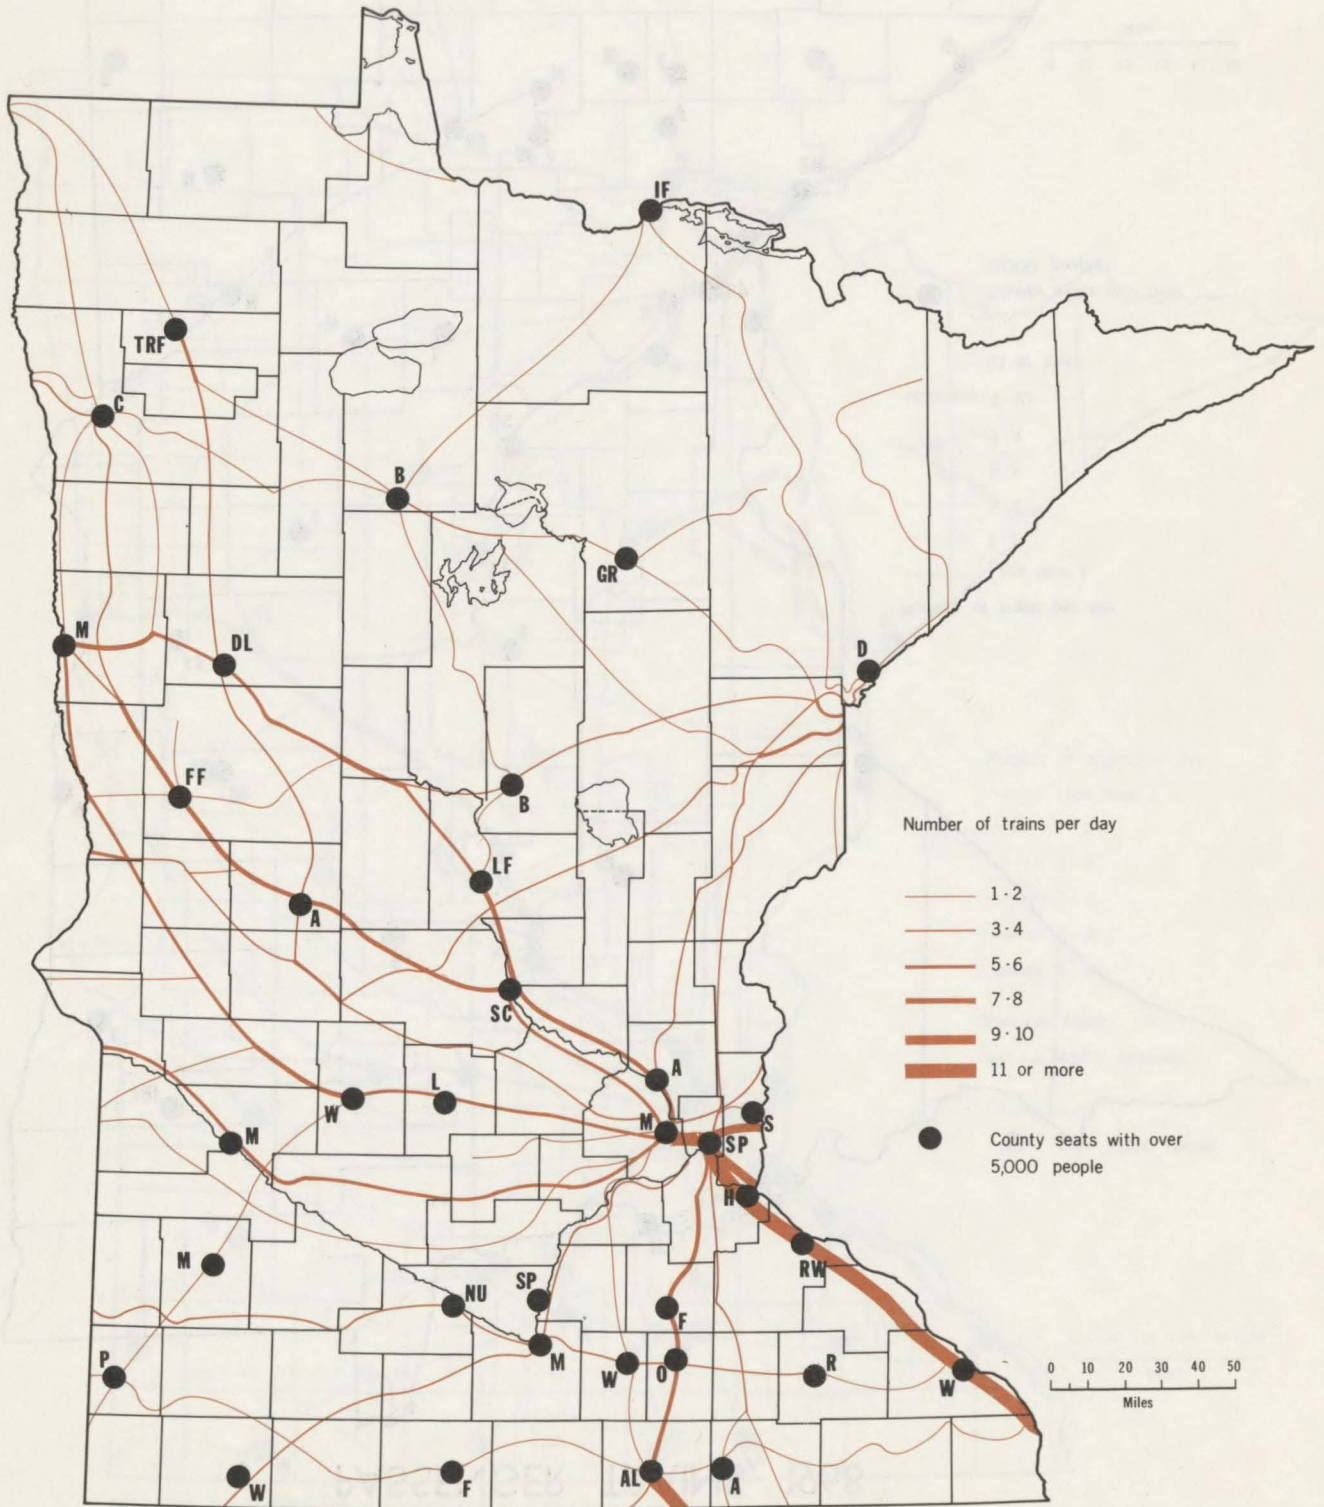 IF
TRF
C
B
GR
M
DL
D
FF
B
LF
A
SC
Number of trains per day
1-2
3-4
5-6
7-8
9-10
11 or more
County seats with over
5,000 people
A
L
W
M
S
SP
M
H
RW
M
SP
NU
F
P
M
W
O
R
W
0 10 20 30 40 50
Miles
W
F
AL
A